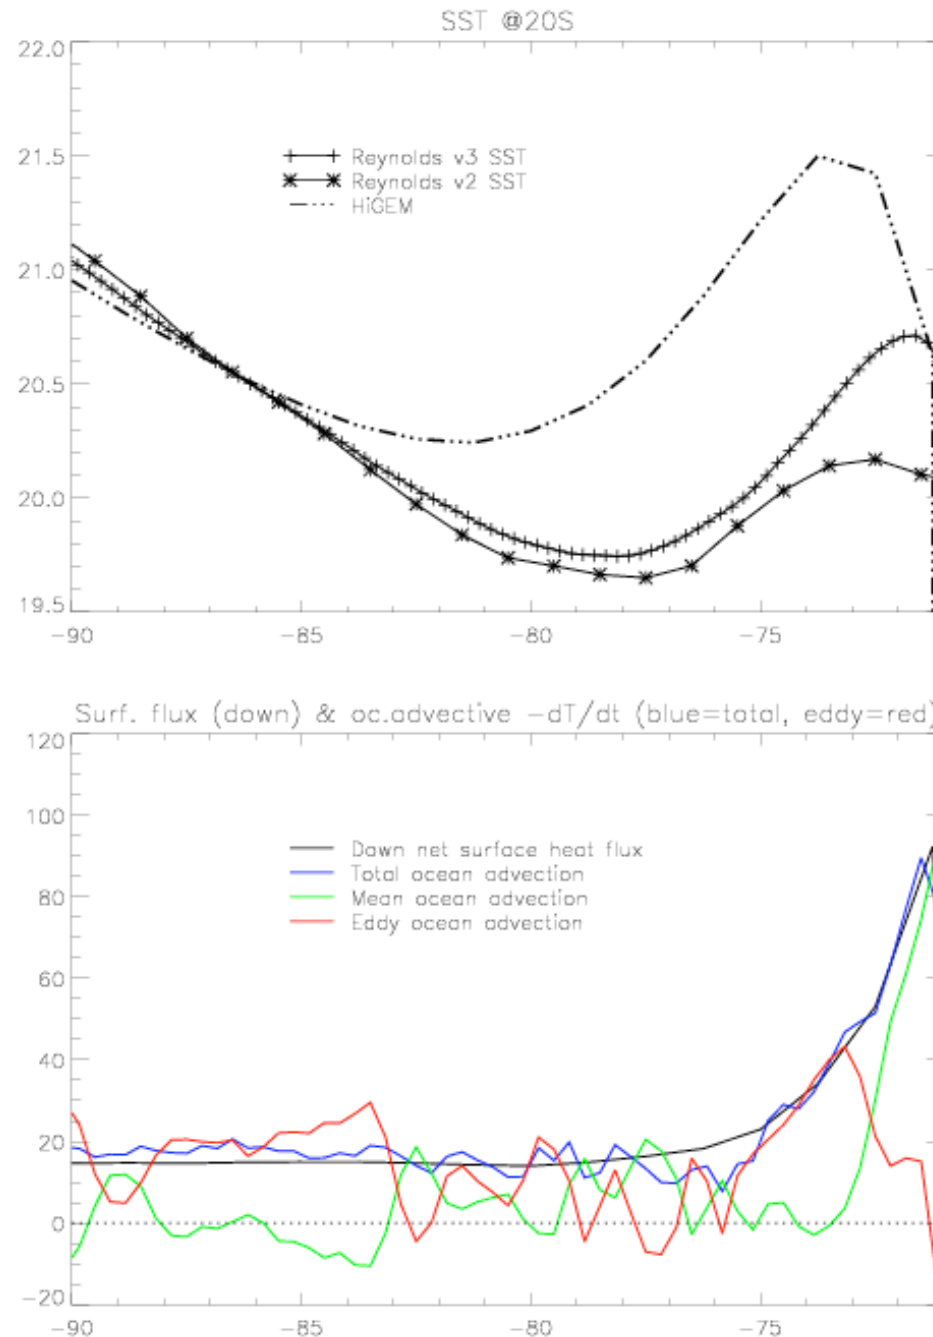 SST @20S
22.0
21.5
Reynolds v3 SST
Reynolds v2 SST
HiGEM
21.0
20.5
20.0
19.5
-90 -85 -80 -75
Surf. flux (down) & oc.advective -dT/dt (blue=total, eddy=red)
120
100
Down net surface heat flux
Total ocean advection
80
Mean ocean advection
Eddy ocean advection
60
40
20
0
-20
-90 -85 -80 -75